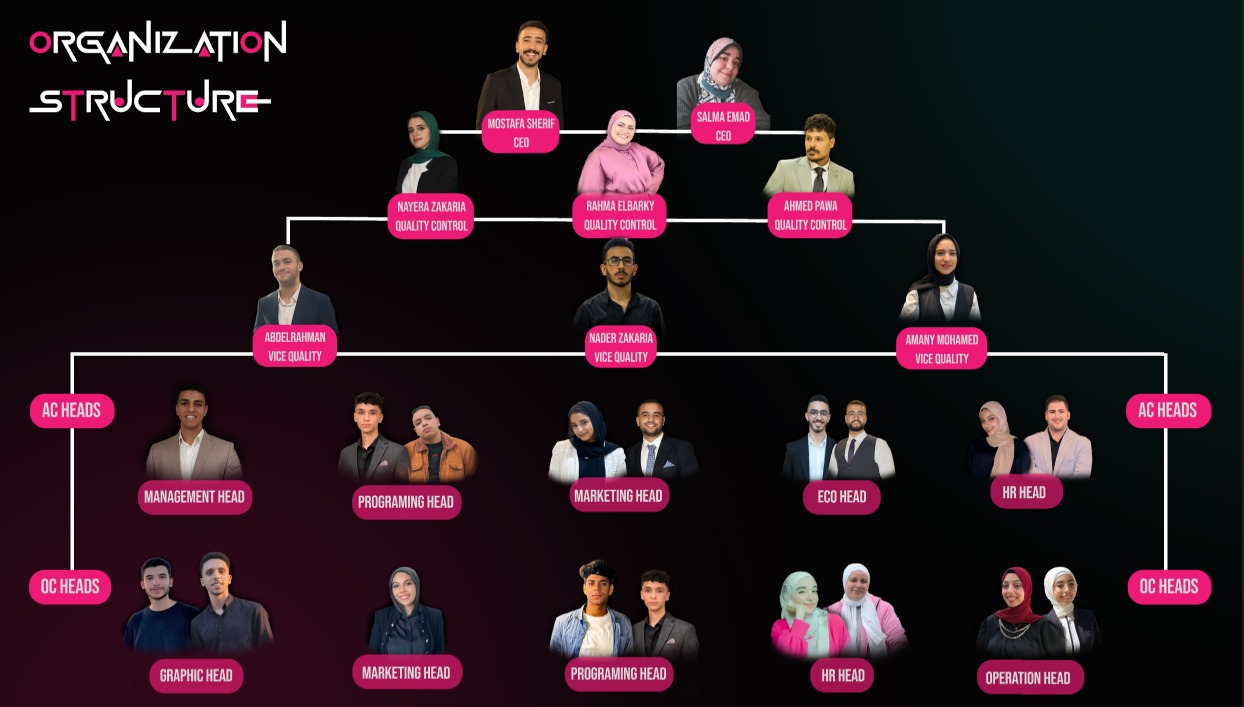 ORGANIZATION
STRUCTURE
MOSTAFA SHERIF
CEO
SALMA EMAD
CEO
NAYERA ZAKARIA
QUALITY CONTROL
RAHMA ELBARKY
QUALITY CONTROL
AHMED PAWA
QUALITY CONTROL
ABDELRAHMAN
VICE QUALITY
NADER ZAKARIA
VICE QUALITY
AMANY MOHAMED
VICE QUALITY
AC HEADS
AC HEADS
MANAGEMENT HEAD
PROGRAMING HEAD
MARKETING HEAD
ECO HEAD
HR HEAD
OC HEADS
OC HEADS
GRAPHIC HEAD
MARKETING HEAD
PROGRAMING HEAD
HR HEAD
OPERATION HEAD